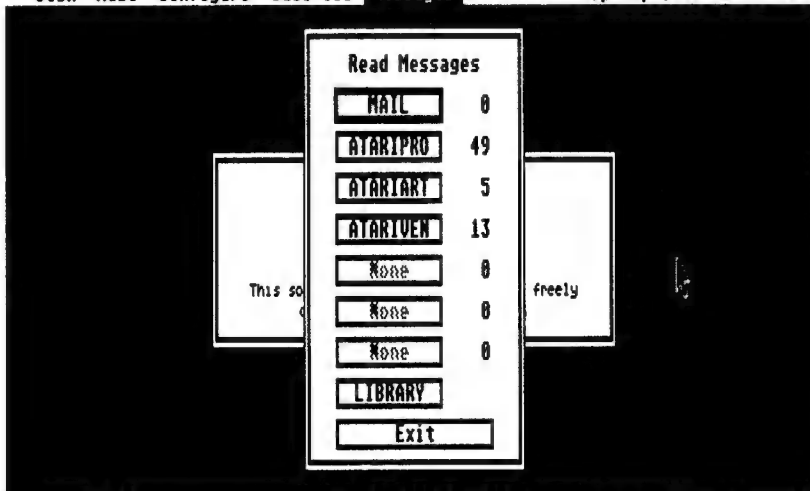 Read Messages
MAIL 0
ATARIPRO 49
ATARIART 5
ATARIVEN 13
None 0
This so freely
None 0
None 0
LIBRARY
Exit